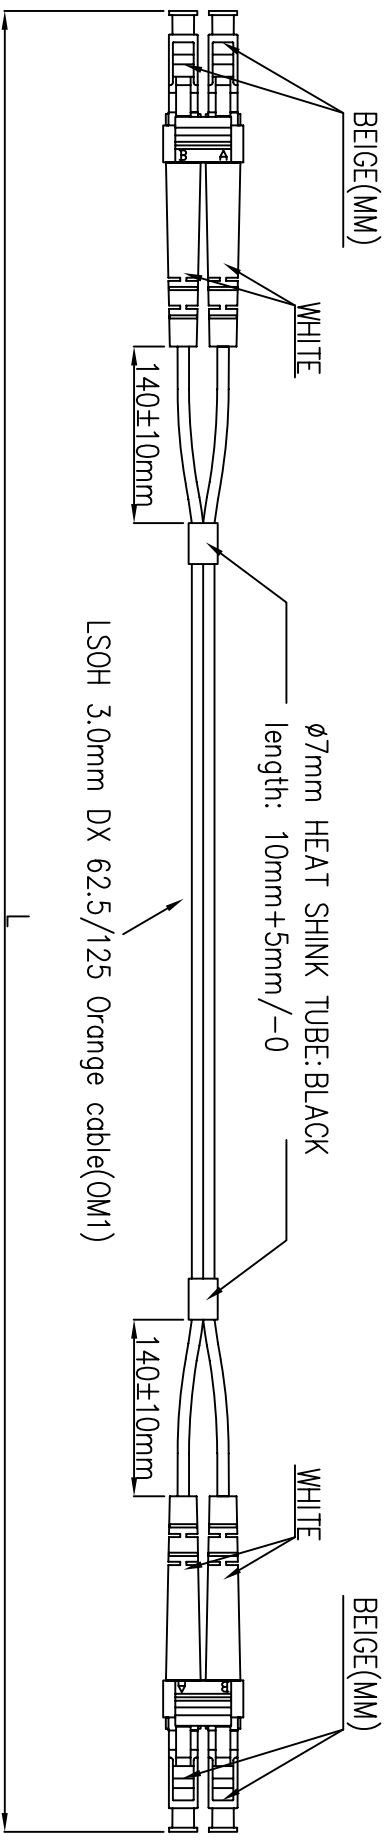 BEIGE(MM)
WHITE
140±10mm
B
A
ø7mm HEAT SHINK TUBE:BLACK
length: 10mm+5mm/-0
LSOH 3.0mm DX 62.5/125 Orange cable(OM1)
L
WHITE
BEIGE(MM)
140±10mm
A
B